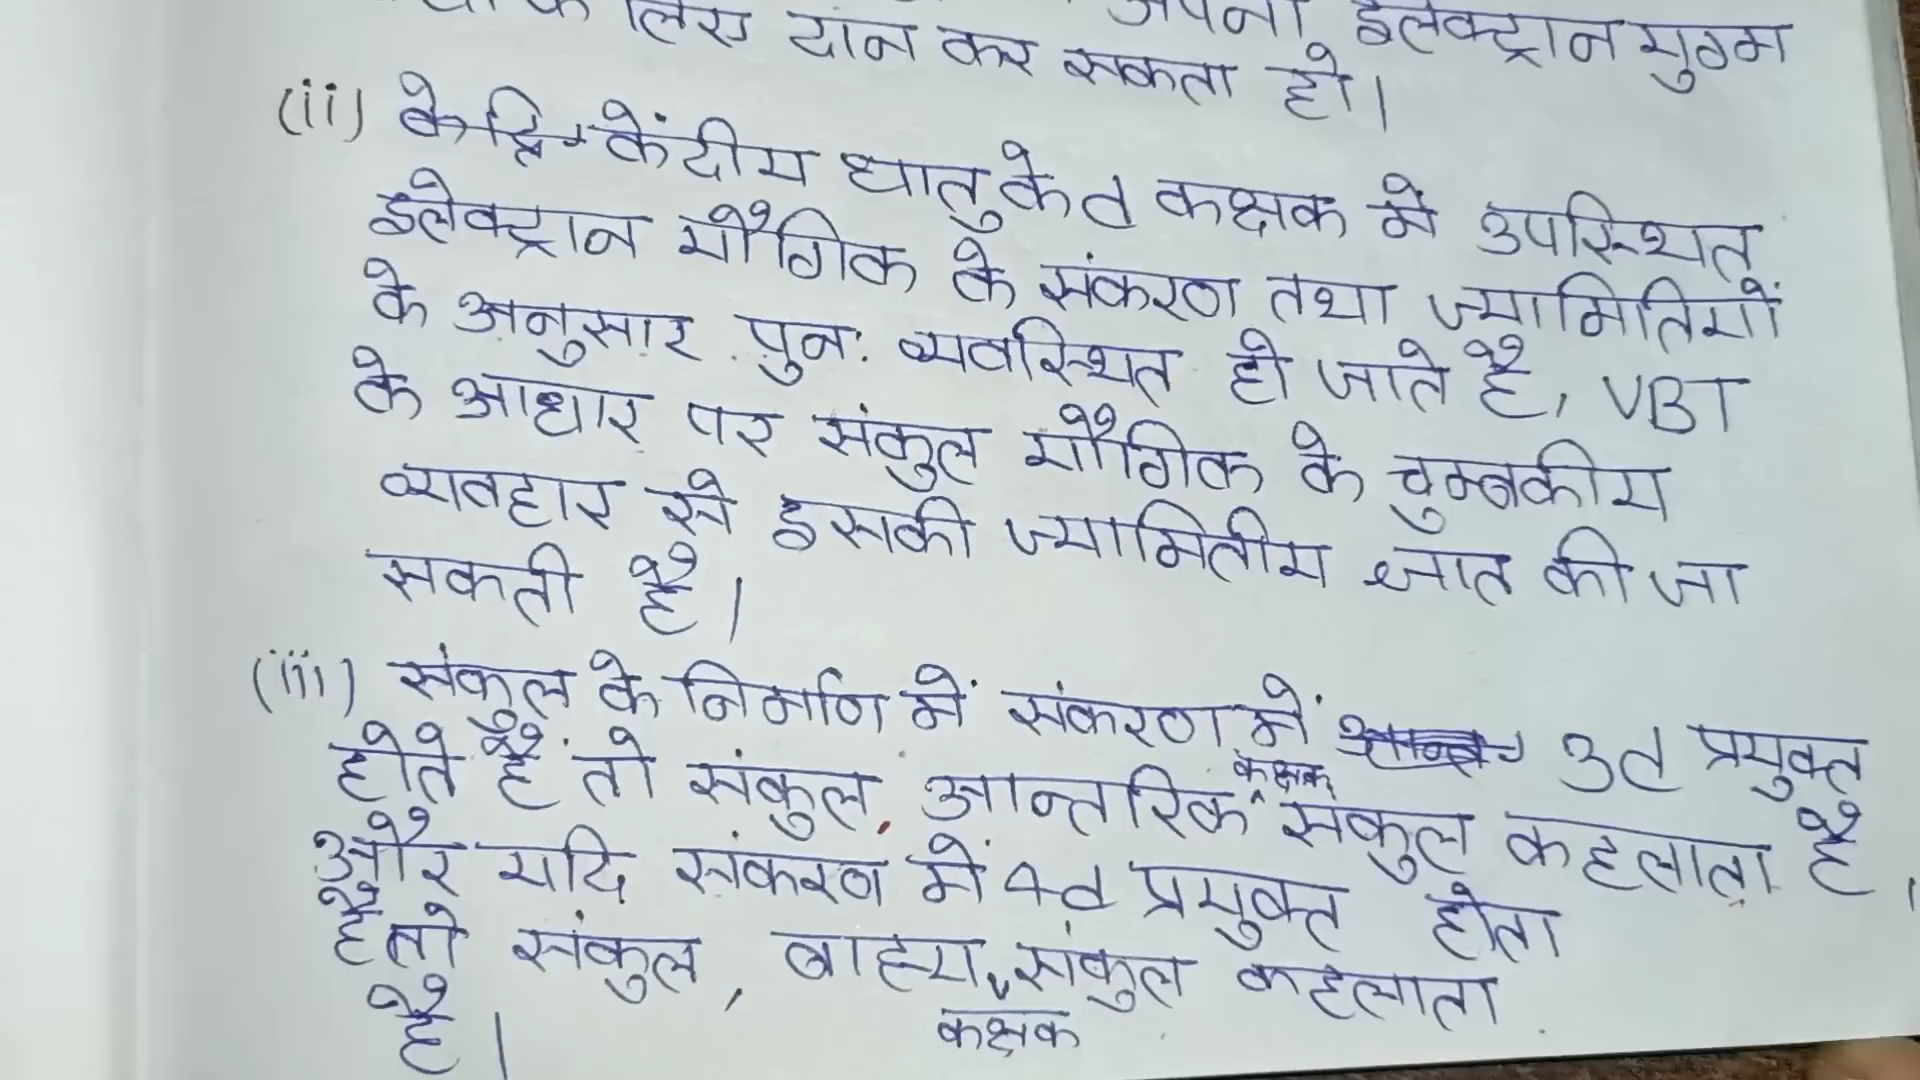 के लिए दान कर सकता हो। अपना इलेक्ट्रान युग्म
(ii) केंद्रीय धातु के d कक्षक मे उपस्थित
इलेक्ट्रान यौगिक के संकरण तथा ज्यामितियों
के अनुसार पुन: व्यवस्थित हो जाते है, VBT
के आधार पर संकुल यौगिक के चुम्बकीय
व्यवहार से इसकी ज्यामितीय ज्ञात की जा
सकती है।
(iii) संकुल के निर्माण में संकरण में 3d प्रयुक्त
होते है तो संकुल, आन्तरिक कक्षक संकुल कहलाता है,
और यदि संकरण में 4d प्रयुक्त होता
है तो संकुल, बाह्य कक्षक संकुल कहलाता
है।